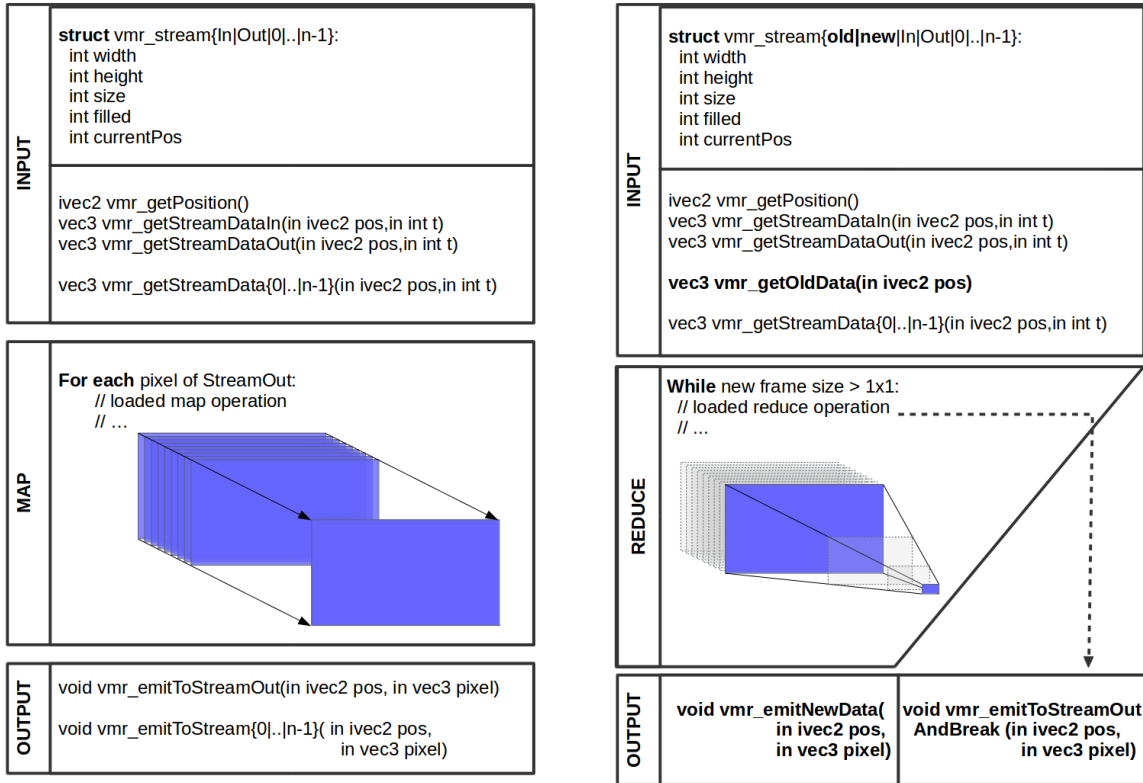 INPUT
struct vmr_stream{In|Out|0|..|n-1}:
int width
int height
int size
int filled
int currentPos
ivec2 vmr_getPosition()
vec3 vmr_getStreamDataIn(in ivec2 pos,in int t)
vec3 vmr_getStreamDataOut(in ivec2 pos,in int t)
vec3 vmr_getStreamData{0|..|n-1}(in ivec2 pos,in int t)
MAP
For each pixel of StreamOut:
// loaded map operation
// ...
OUTPUT
void vmr_emitToStreamOut(in ivec2 pos, in vec3 pixel)
void vmr_emitToStream{0|..|n-1}( in ivec2 pos,
in vec3 pixel)
INPUT
struct vmr_stream{old|new|In|Out|0|..|n-1}:
int width
int height
int size
int filled
int currentPos
ivec2 vmr_getPosition()
vec3 vmr_getStreamDataIn(in ivec2 pos,in int t)
vec3 vmr_getStreamDataOut(in ivec2 pos,in int t)
vec3 vmr_getOldData(in ivec2 pos)
vec3 vmr_getStreamData{0|..|n-1}(in ivec2 pos,in int t)
REDUCE
While new frame size > 1x1:
// loaded reduce operation
// ...
OUTPUT
void vmr_emitNewData(
in ivec2 pos,
in vec3 pixel)
void vmr_emitToStreamOut
AndBreak (in ivec2 pos,
in vec3 pixel)